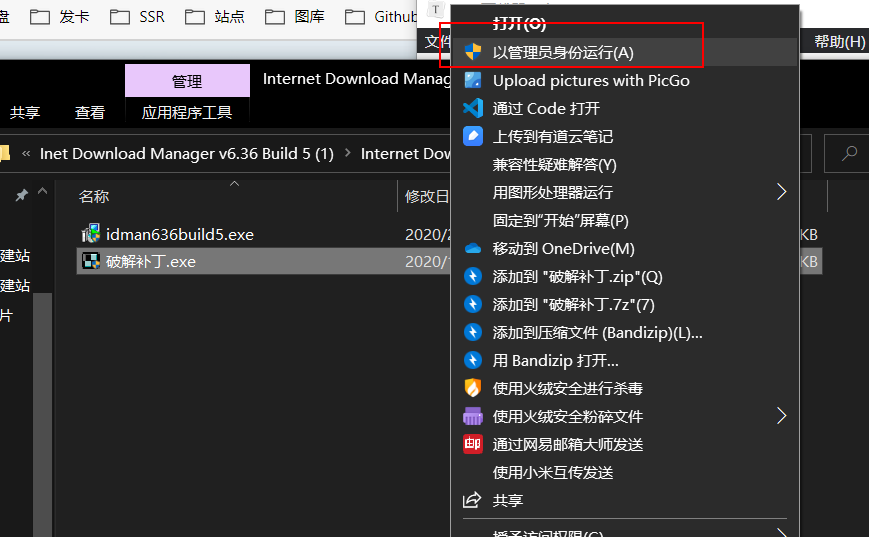 盘 发卡 SSR 站点 图库 Github
T
文件 帮助(H)
管理 Internet Download Manag
共享 查看 应用程序工具
« Inet Download Manager v6.36 Build 5 (1) › Internet Dow
名称 修改日
idman636build5.exe 2020/2 KB
破解补丁.exe 2020/1 KB
建站
建站
片
打开(O)
以管理员身份运行(A)
Upload pictures with PicGo
通过 Code 打开
上传到有道云笔记
兼容性疑难解答(Y)
用图形处理器运行
固定到“开始”屏幕(P)
移动到 OneDrive(M)
添加到 "破解补丁.zip"(Q)
添加到 "破解补丁.7z"(7)
添加到压缩文件 (Bandizip)(L)...
用 Bandizip 打开...
使用火绒安全进行杀毒
使用火绒安全粉碎文件
通过网易邮箱大师发送
使用小米互传发送
共享
授予访问权限(G)